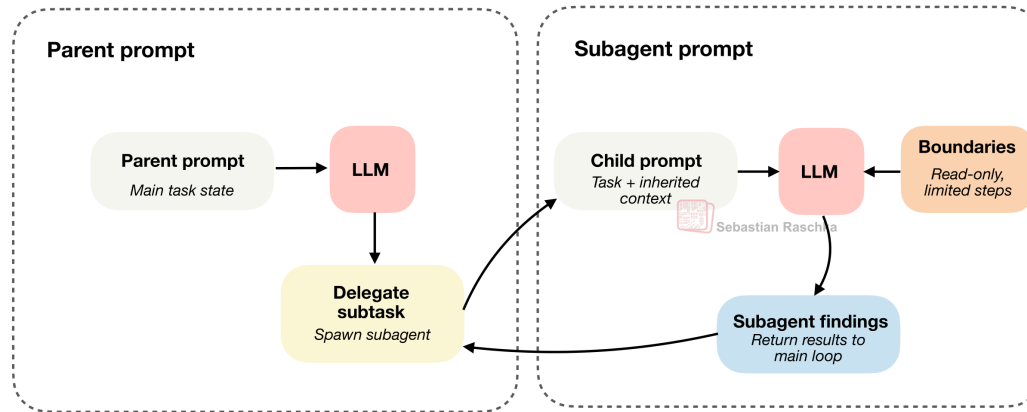 Parent prompt
Parent prompt
Main task state
LLM
Delegate
subtask
Spawn subagent
Subagent prompt
Child prompt
Task + inherited
context
LLM
Boundaries
Read-only,
limited steps
Sebastian Raschka
Subagent findings
Return results to
main loop